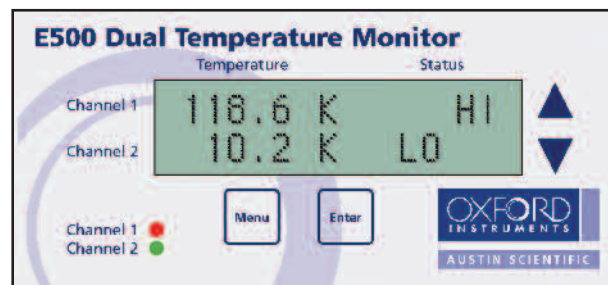 E500 Dual Temperature Monitor
Temperature Status
Channel 1 118.6 K HI
Channel 2 10.2 K LO
Menu Enter
Channel 1
Channel 2
OXFORD
INSTRUMENTS
AUSTIN SCIENTIFIC